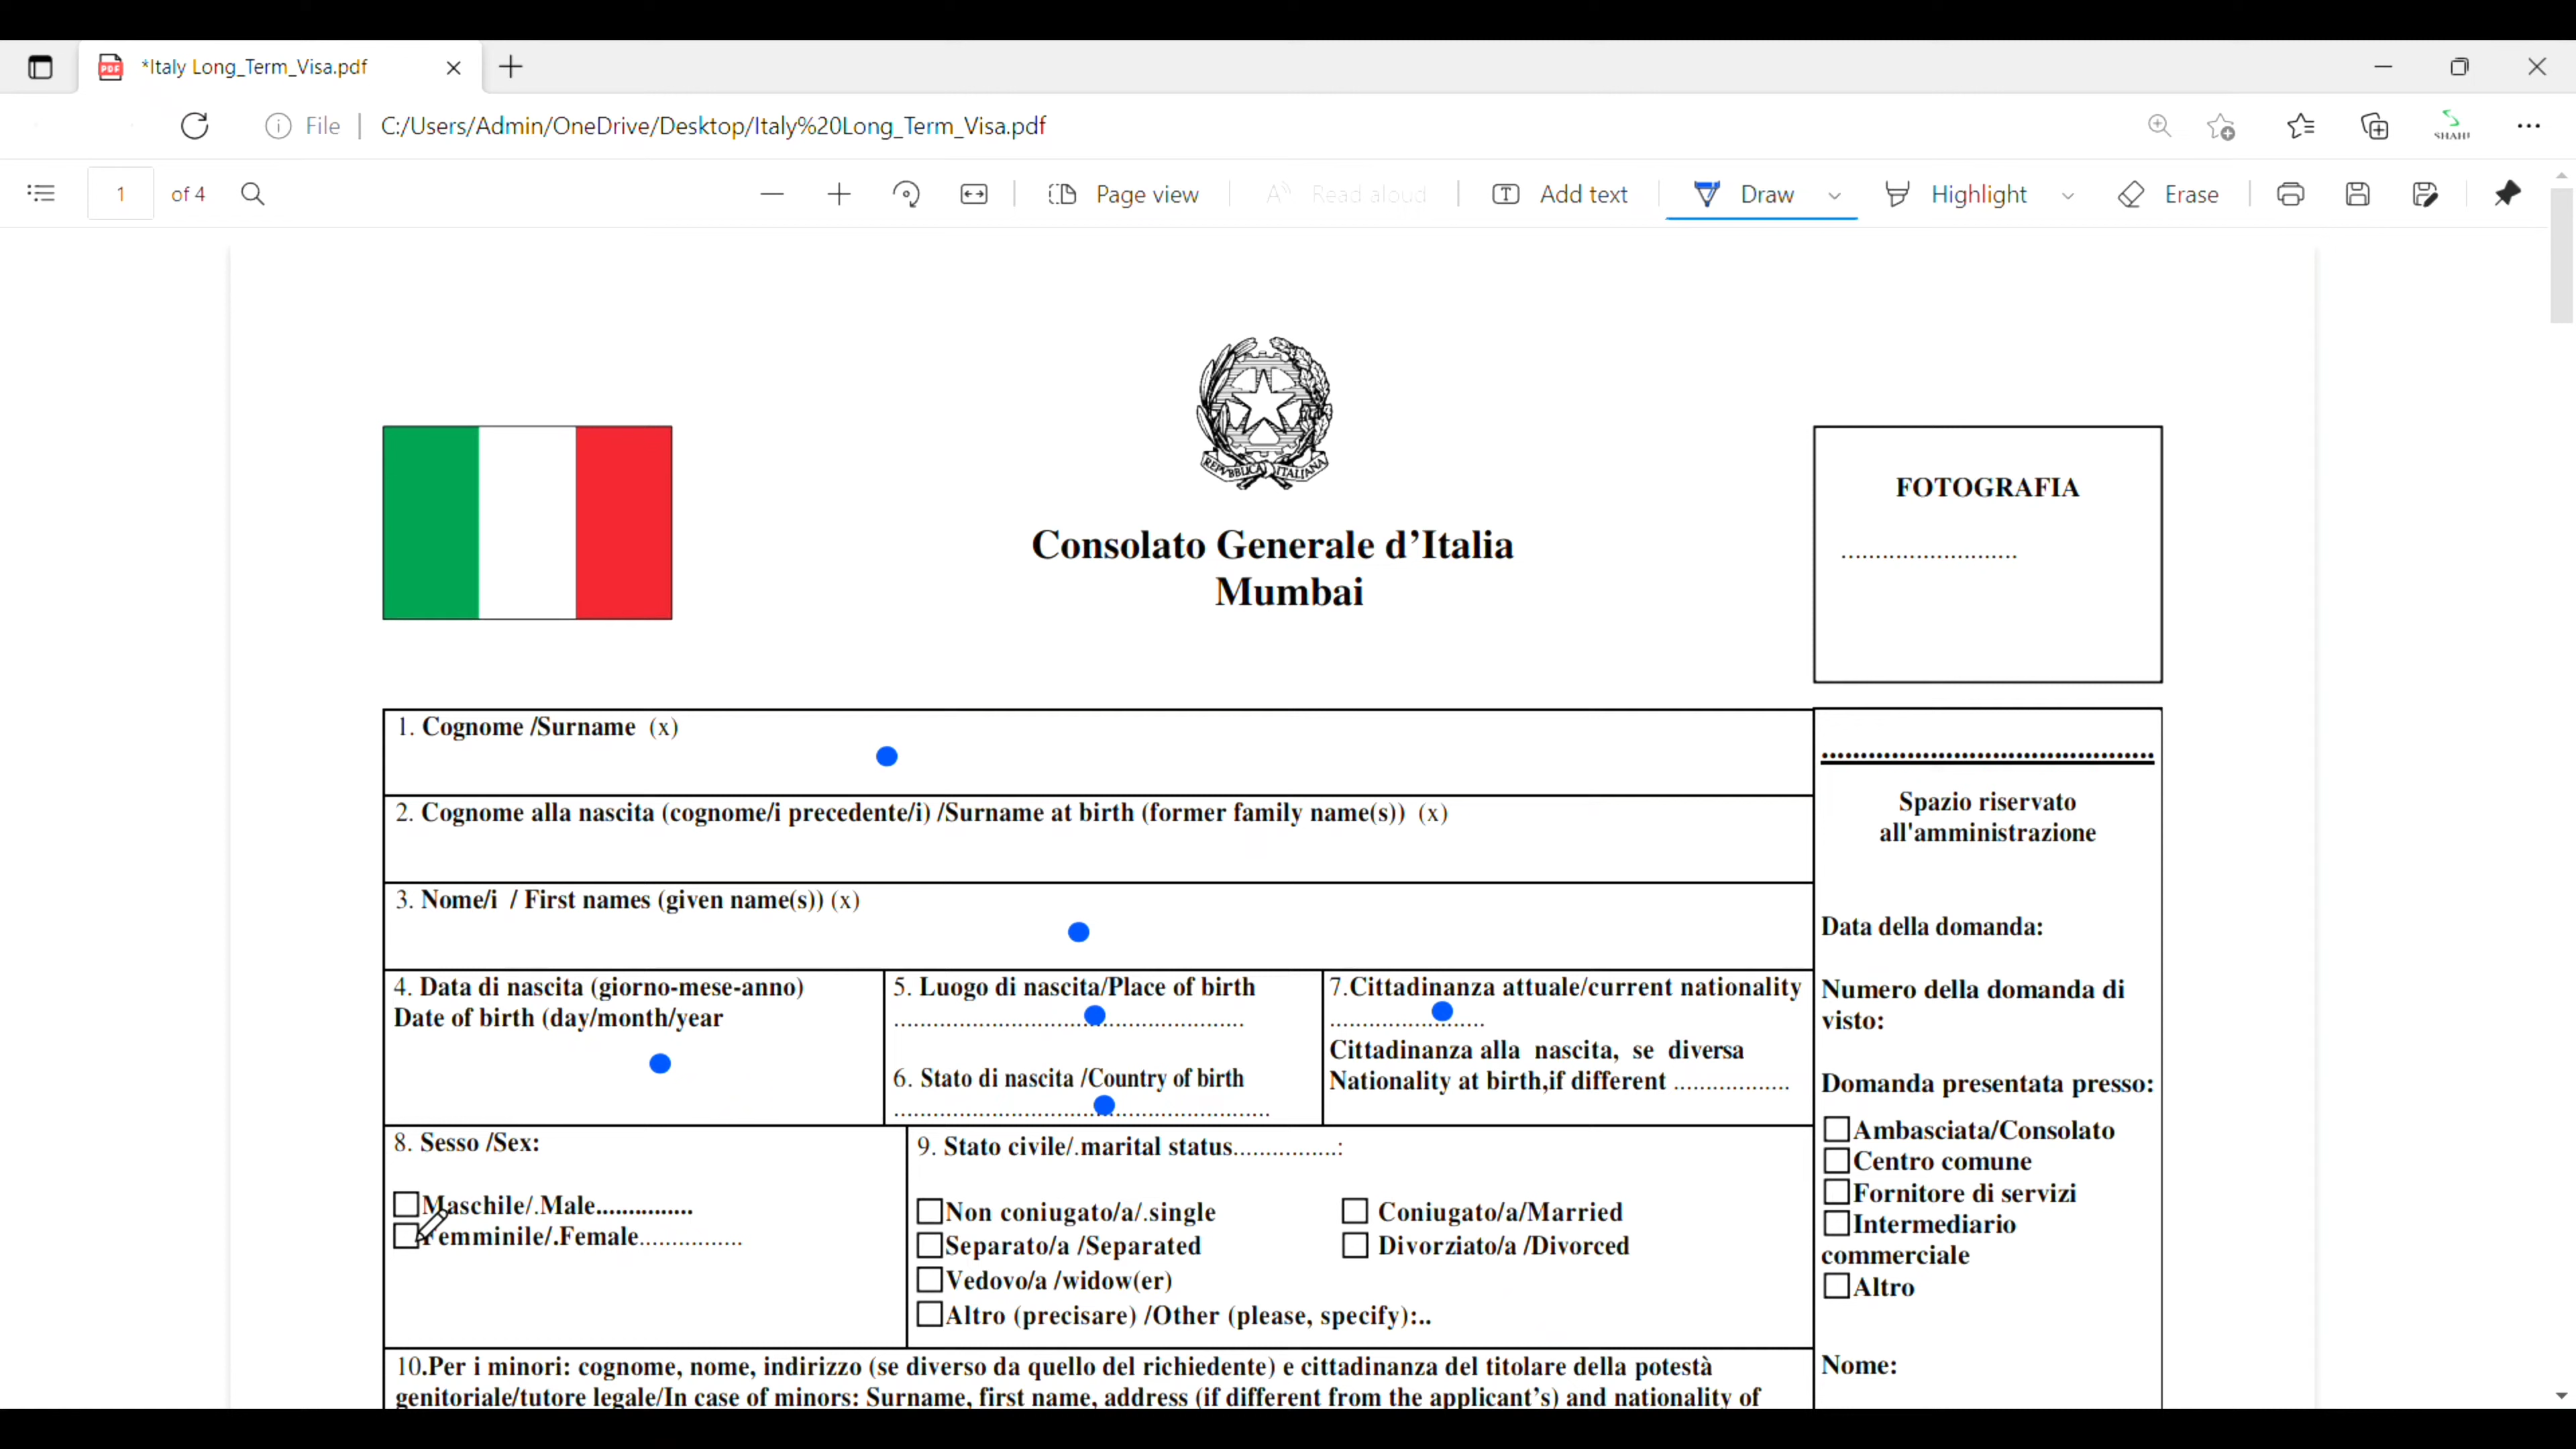 *Italy Long_Term_Visa.pdf
File C:/Users/Admin/OneDrive/Desktop/Italy%20Long_Term_Visa.pdf
SHAHI
1 of 4 Page view Read aloud Add text Draw Highlight Erase
REPVBBLICA ITALIANA
Consolato Generale d’Italia
Mumbai
FOTOGRAFIA
..........................
1. Cognome /Surname (x)
2. Cognome alla nascita (cognome/i precedente/i) /Surname at birth (former family name(s)) (x)
3. Nome/i / First names (given name(s)) (x)
4. Data di nascita (giorno-mese-anno)
Date of birth (day/month/year
5. Luogo di nascita/Place of birth
..................................................
6. Stato di nascita /Country of birth
......................................................
7.Cittadinanza attuale/current nationality
......................
Cittadinanza alla nascita, se diversa
Nationality at birth,if different ..................
8. Sesso /Sex:
Maschile/.Male...............
Femminile/.Female................
9. Stato civile/.marital status................:
Non coniugato/a/.single
Coniugato/a/Married
Separato/a /Separated
Divorziato/a /Divorced
Vedovo/a /widow(er)
Altro (precisare) /Other (please, specify):..
10.Per i minori: cognome, nome, indirizzo (se diverso da quello del richiedente) e cittadinanza del titolare della potestà
genitoriale/tutore legale/In case of minors: Surname, first name, address (if different from the applicant’s) and nationality of
...........................................
Spazio riservato
all'amministrazione
Data della domanda:
Numero della domanda di
visto:
Domanda presentata presso:
Ambasciata/Consolato
Centro comune
Fornitore di servizi
Intermediario
commerciale
Altro
Nome: